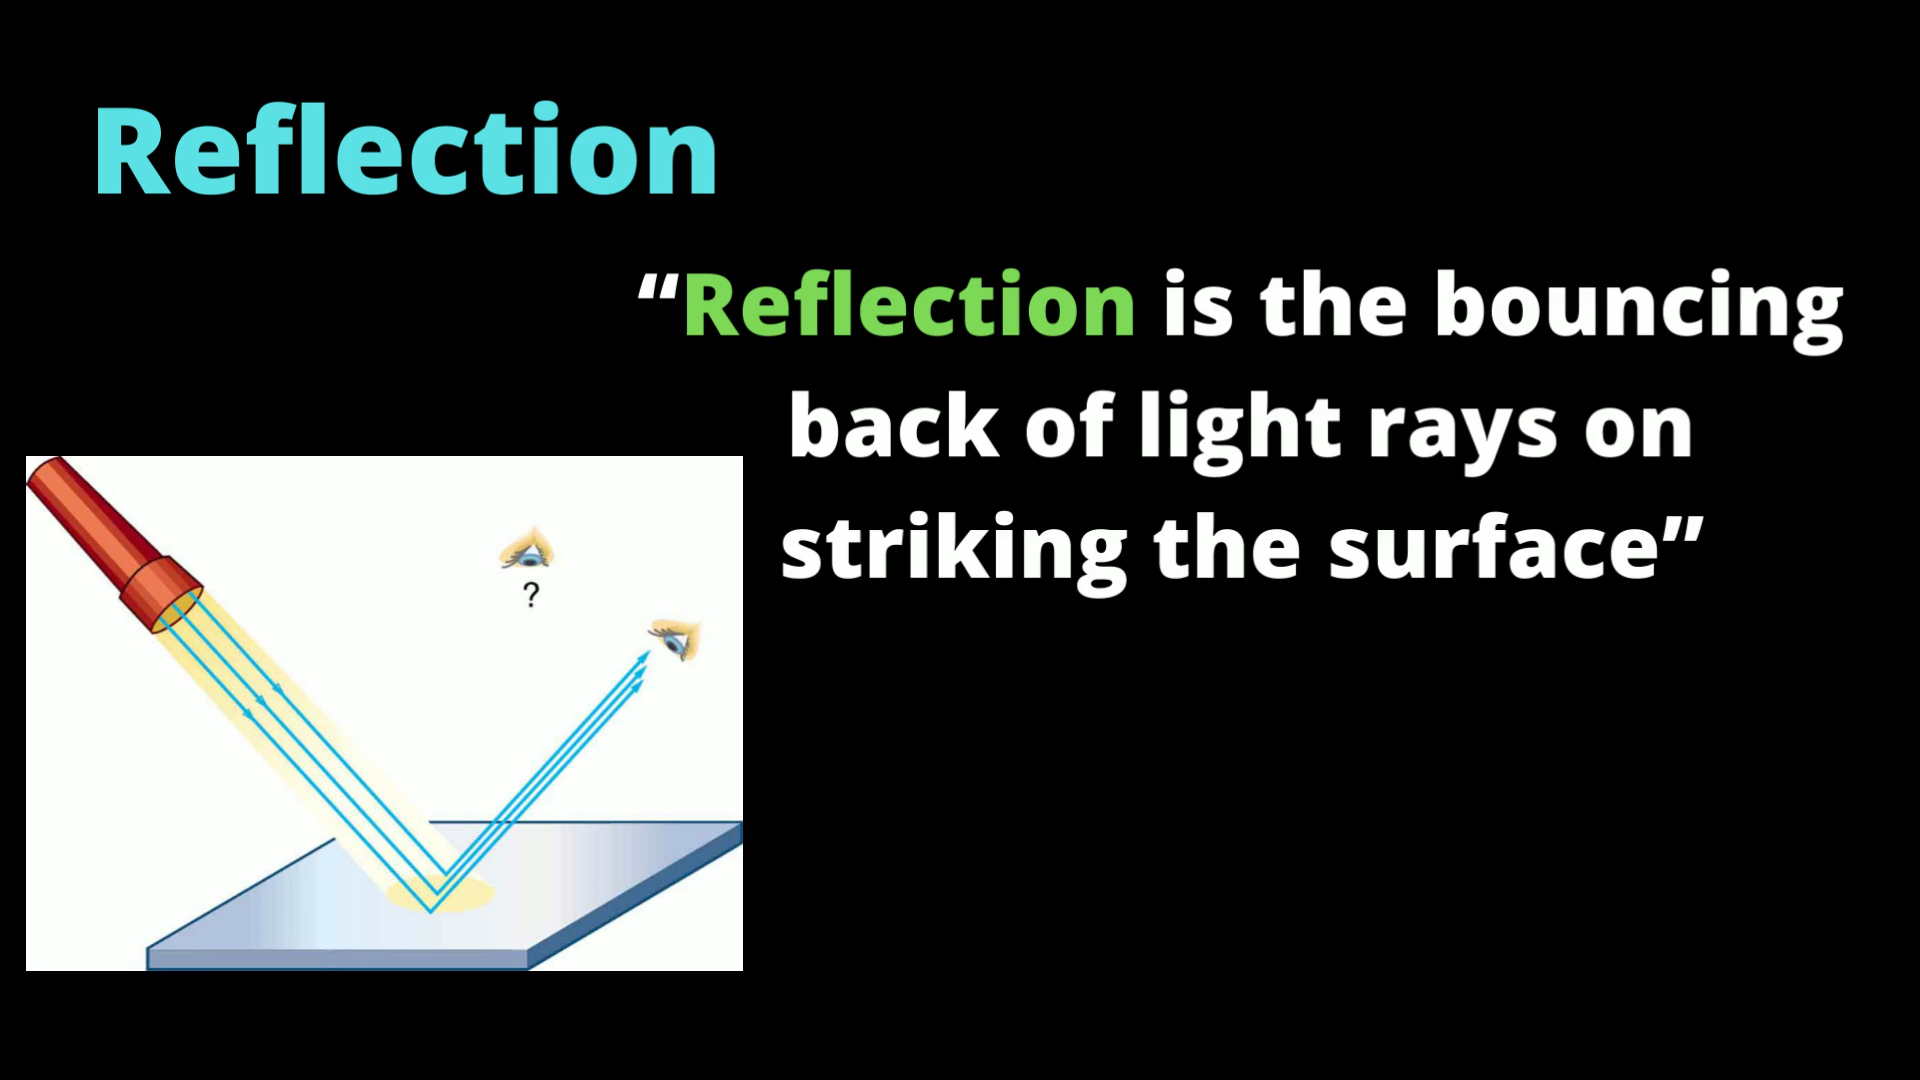 Reflection
“Reflection is the bouncing
back of light rays on
striking the surface”
?